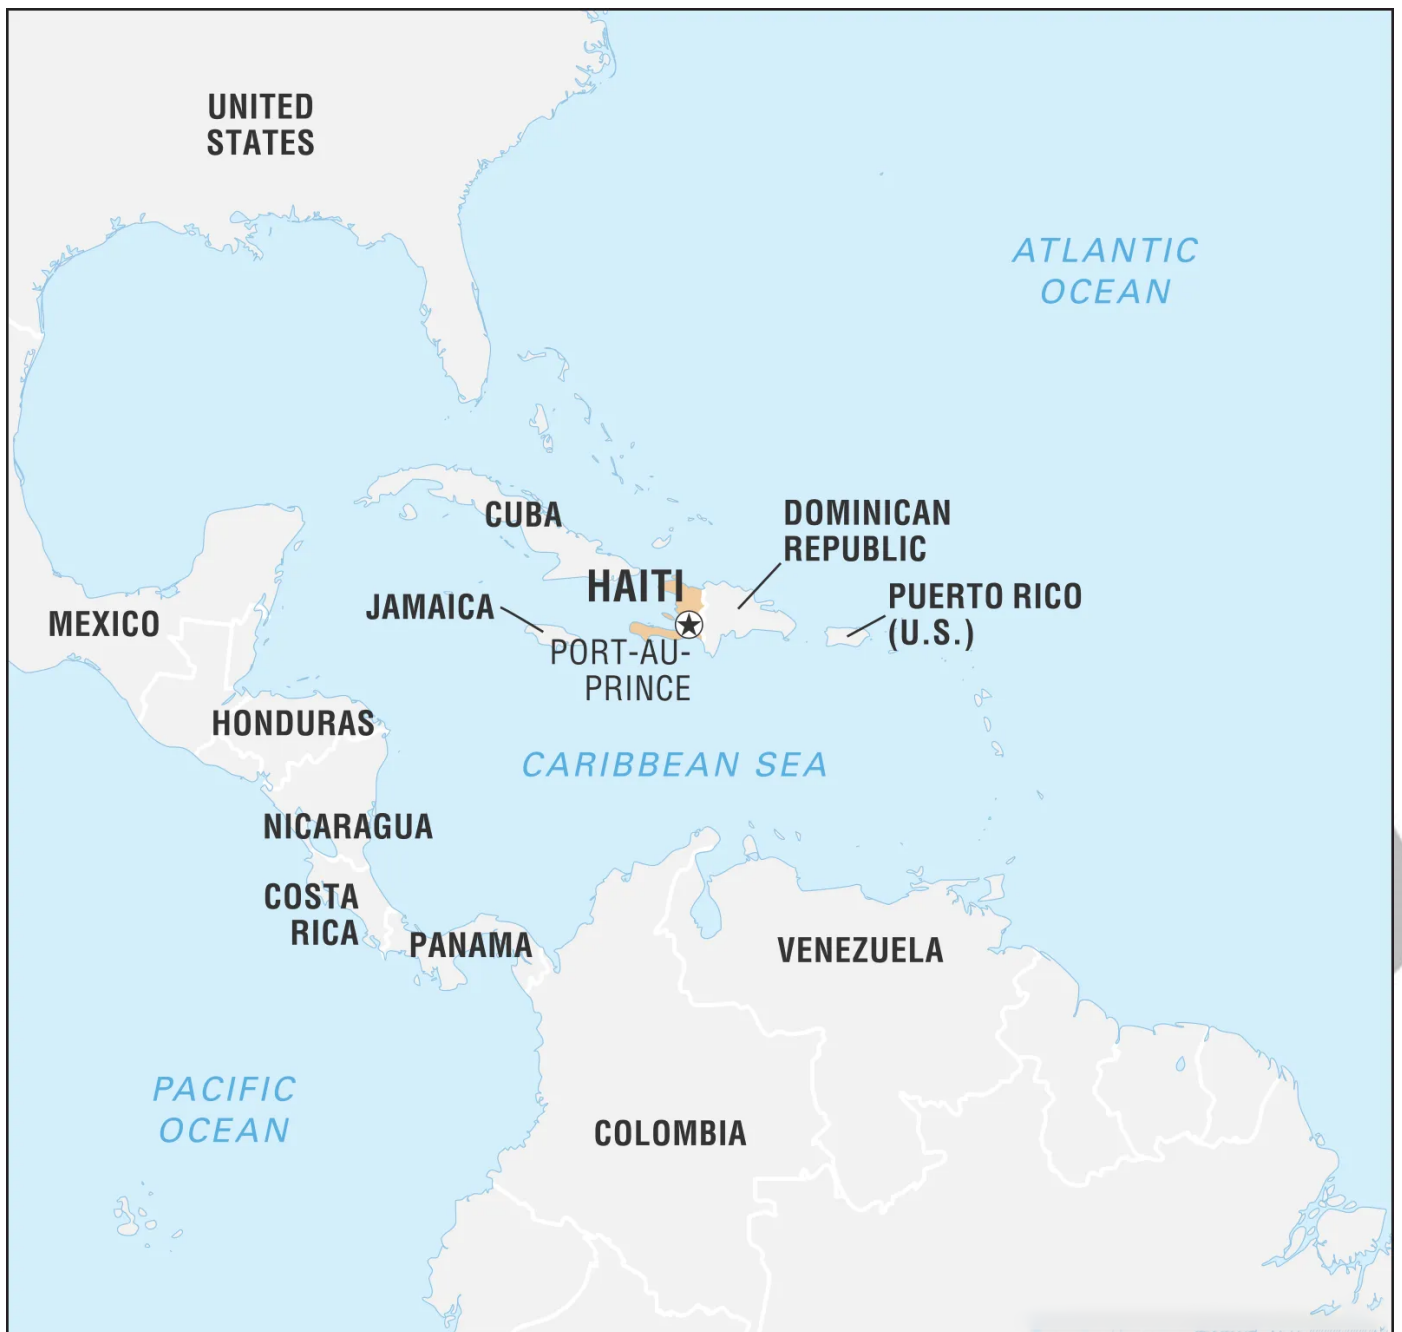 UNITED
STATES
ATLANTIC
OCEAN
CUBA
DOMINICAN
REPUBLIC
HAITI
PUERTO RICO
(U.S.)
JAMAICA
MEXICO
PORT-AU-
PRINCE
HONDURAS
CARIBBEAN SEA
NICARAGUA
COSTA
RICA
PANAMA
VENEZUELA
PACIFIC
OCEAN
COLOMBIA